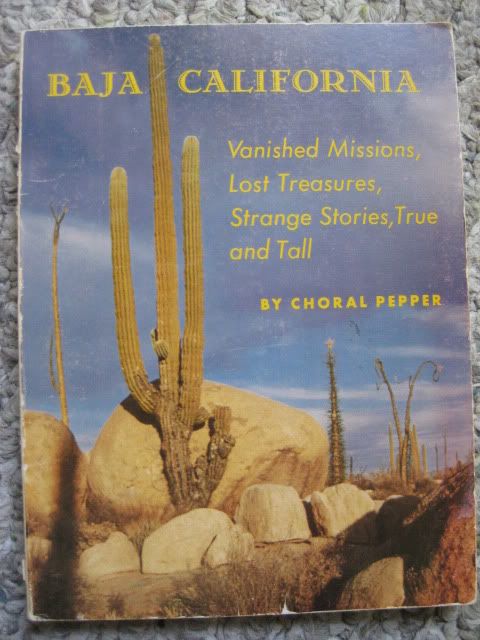 BAJA CALIFORNIA
Vanished Missions,
Lost Treasures,
Strange Stories, True
and Tall
BY CHORAL PEPPER